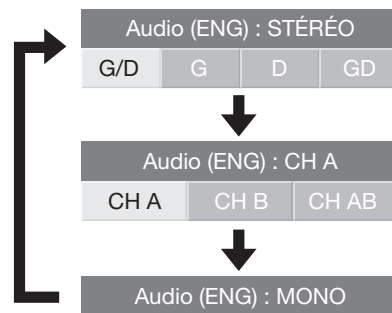 Audio (ENG) : STÉRÉO
G/D G D GD
Audio (ENG) : CH A
CH A CH B CH AB
Audio (ENG) : MONO